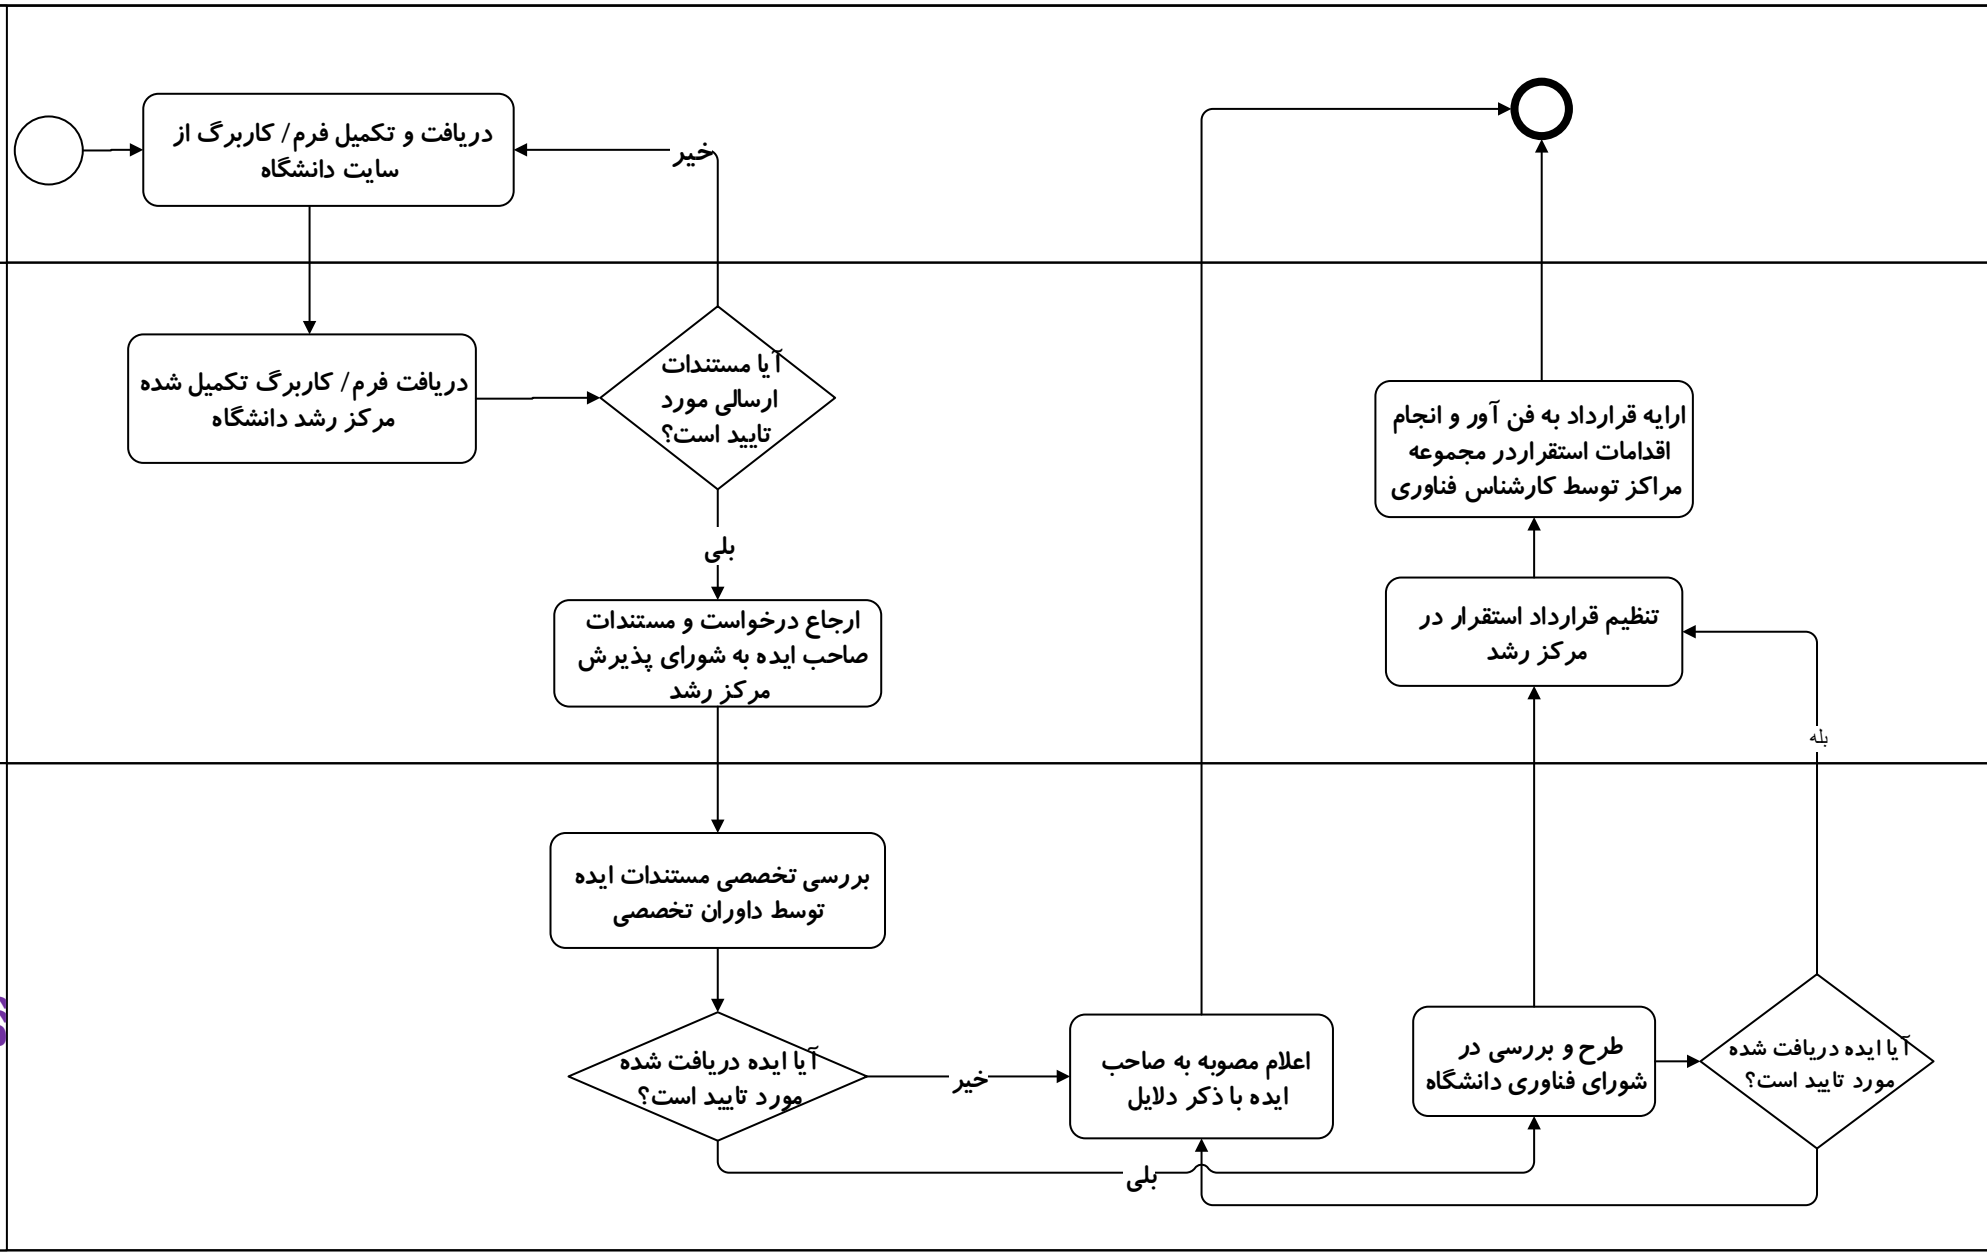 دریافت و تکمیل فرم/ کاربرگ از
سایت دانشگاه
خیر
دریافت فرم/ کاربرگ تکمیل شده
مرکز رشد دانشگاه
آیا مستندات
ارسالی مورد
تایید است؟
بلی
ارجاع درخواست و مستندات
صاحب ایده به شورای پذیرش
مرکز رشد
بررسی تخصصی مستندات ایده
توسط داوران تخصصی
آیا ایده دریافت شده
مورد تایید است؟
خیر
اعلام مصوبه به صاحب
ایده با ذکر دلایل
بلی
طرح و بررسی در
شورای فناوری دانشگاه
آیا ایده دریافت شده
مورد تایید است؟
بله
تنظیم قرارداد استقرار در
مرکز رشد
ارایه قرارداد به فن آور و انجام
اقدامات استقراردر مجموعه
مراکز توسط کارشناس فناوری